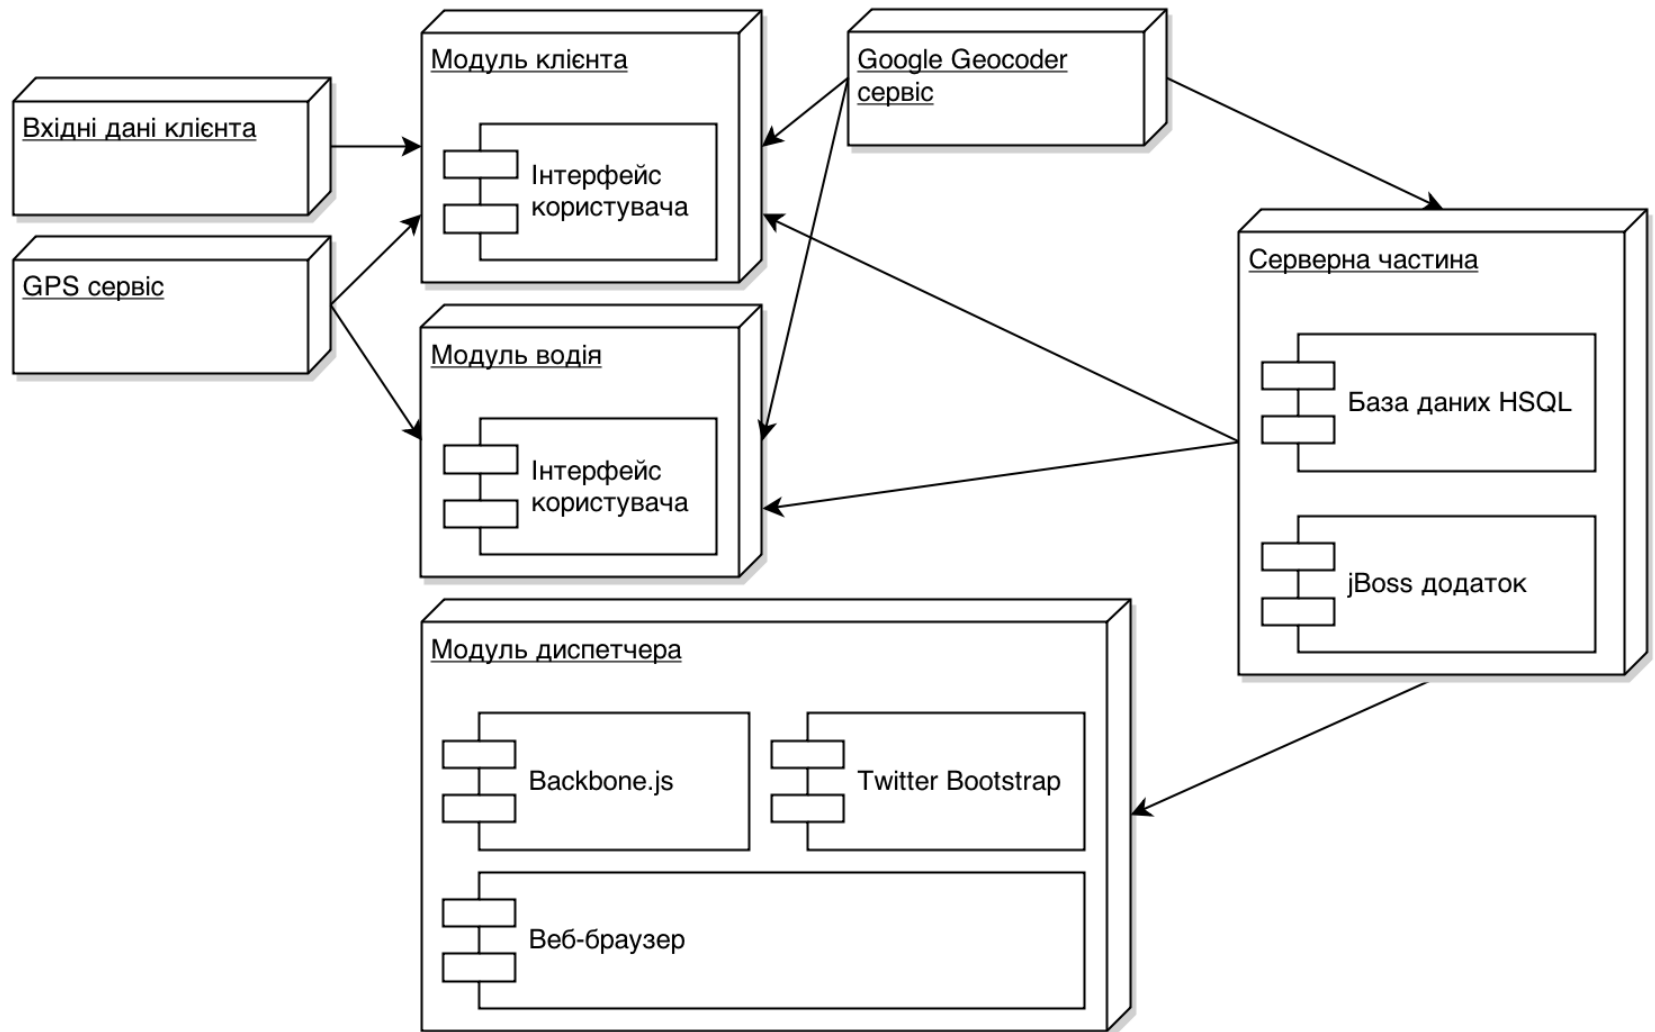 Модуль клієнта
Google Geocoder
сервіс
Вхідні дані клієнта
Інтерфейс
користувача
GPS сервіс
Серверна частина
Модуль водія
База даних HSQL
Інтерфейс
користувача
jBoss додаток
Модуль диспетчера
Backbone.js
Twitter Bootstrap
Веб-браузер